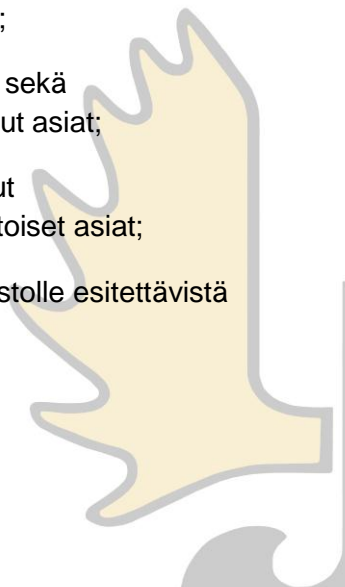 ;
sekä
ut asiat;
ut
toiset asiat;
stolle esitettävistä